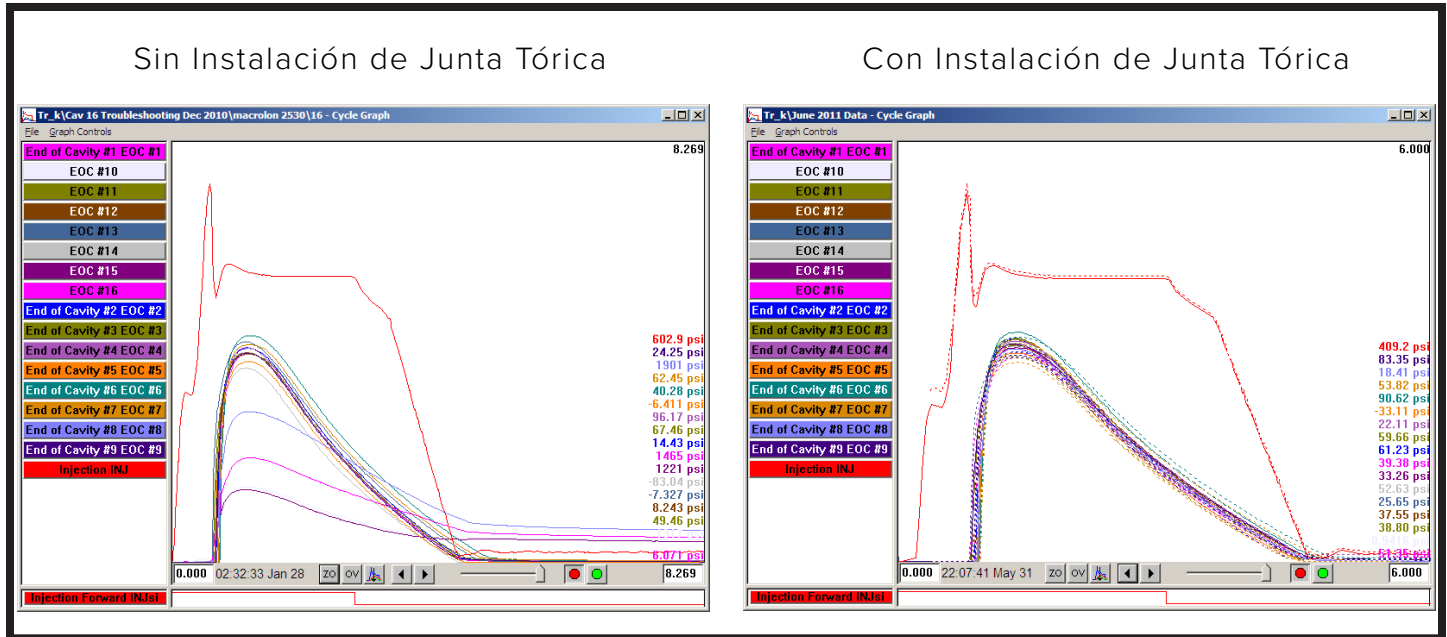 Sin Instalación de Junta Tórica
Tr_k\Cav 16 Troubleshooting Dec 2010\macrolon 2530\16 - Cycle Graph
File Graph Controls
End of Cavity #1 EOC #1
EOC #10
EOC #11
EOC #12
EOC #13
EOC #14
EOC #15
EOC #16
End of Cavity #2 EOC #2
End of Cavity #3 EOC #3
End of Cavity #4 EOC #4
End of Cavity #5 EOC #5
End of Cavity #6 EOC #6
End of Cavity #7 EOC #7
End of Cavity #8 EOC #8
End of Cavity #9 EOC #9
Injection INJ
8.269
602.9 psi
24.25 psi
1901 psi
62.45 psi
40.28 psi
-6.411 psi
96.17 psi
67.46 psi
14.43 psi
1465 psi
1221 psi
-83.04 psi
-7.327 psi
8.243 psi
49.46 psi
6.071 psi
0.000 02:32:33 Jan 28 ZO OV 8.269
Injection Forward INJsi
Con Instalación de Junta Tórica
Tr_k\June 2011 Data - Cycle Graph
File Graph Controls
End of Cavity #1 EOC #1
EOC #10
EOC #11
EOC #12
EOC #13
EOC #14
EOC #15
EOC #16
End of Cavity #2 EOC #2
End of Cavity #3 EOC #3
End of Cavity #4 EOC #4
End of Cavity #5 EOC #5
End of Cavity #6 EOC #6
End of Cavity #7 EOC #7
End of Cavity #8 EOC #8
End of Cavity #9 EOC #9
Injection INJ
6.000
409.2 psi
83.35 psi
18.41 psi
53.82 psi
90.62 psi
-33.11 psi
22.11 psi
59.66 psi
61.23 psi
39.38 psi
33.26 psi
52.63 psi
25.65 psi
37.55 psi
38.80 psi
0.9416 psi
51.35 psi
0.000 22:07:41 May 31 ZO OV 6.000
Injection Forward INJsi